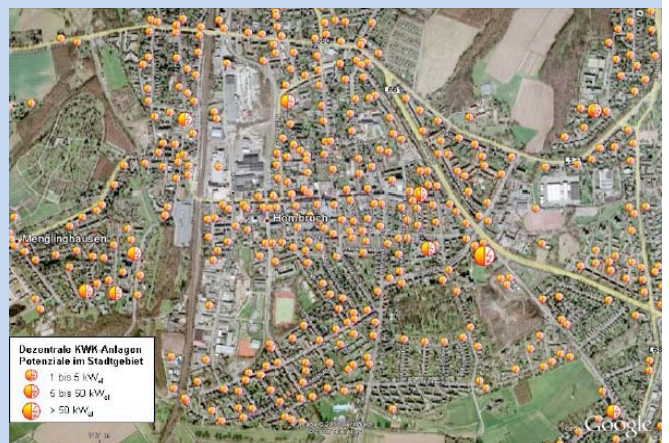 Hombruch
Menglinghausen
Dezentrale KWK-Anlagen
Potenziale im Stadtgebiet
1 bis 5 kWel
5 bis 50 kWel
> 50 kWel
Google